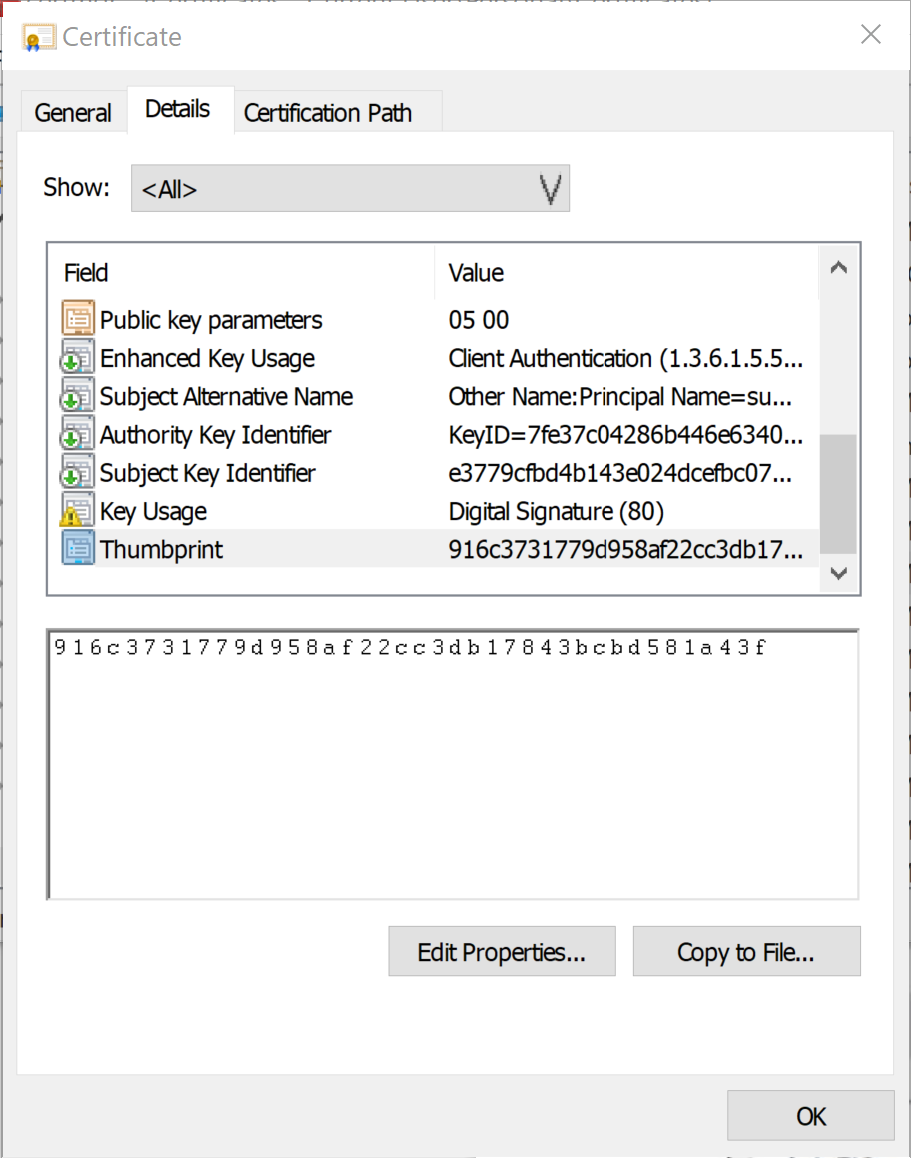 Certificate
General Details Certification Path
Show: <All>
Field Value
Public key parameters 05 00
Enhanced Key Usage Client Authentication (1.3.6.1.5.5...
Subject Alternative Name Other Name:Principal Name=su...
Authority Key Identifier KeyID=7fe37c04286b446e6340...
Subject Key Identifier e3779cfbd4b143e024dcefbc07...
Key Usage Digital Signature (80)
Thumbprint 916c3731779d958af22cc3db17...
916c3731779d958af22cc3db17843bcbd581a43f
Edit Properties... Copy to File...
OK